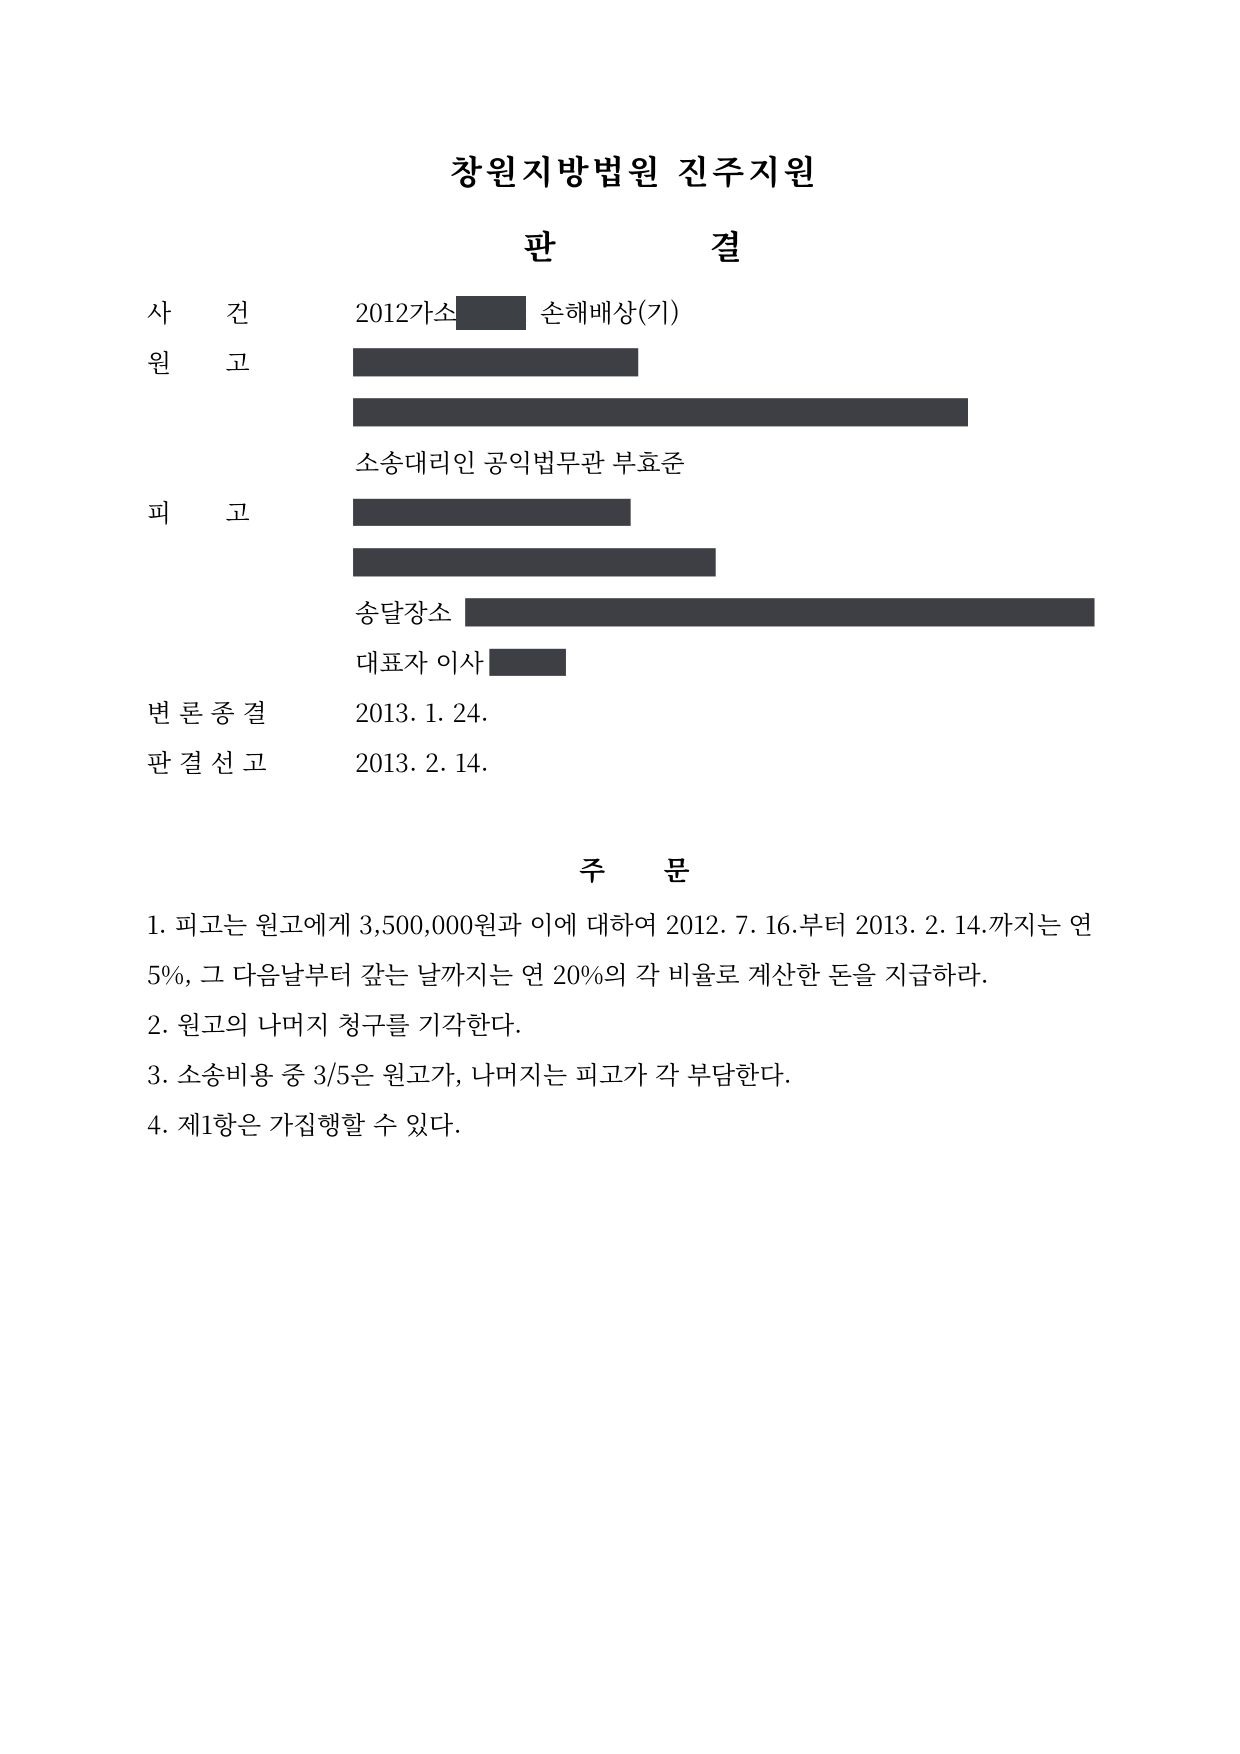 창원지방법원 진주지원
판 결
사 건 2012가소 손해배상(기)
원 고
소송대리인 공익법무관 부효준
피 고
송달장소
대표자 이사
변 론 종 결 2013. 1. 24.
판 결 선 고 2013. 2. 14.
주 문
1. 피고는 원고에게 3,500,000원과 이에 대하여 2012. 7. 16.부터 2013. 2. 14.까지는 연
5%, 그 다음날부터 갚는 날까지는 연 20%의 각 비율로 계산한 돈을 지급하라.
2. 원고의 나머지 청구를 기각한다.
3. 소송비용 중 3/5은 원고가, 나머지는 피고가 각 부담한다.
4. 제1항은 가집행할 수 있다.